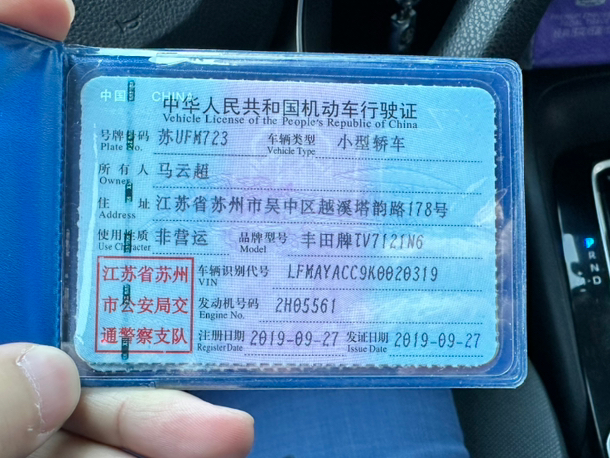 中国 CHINA
中华人民共和国机动车行驶证
Vehicle License of the People's Republic of China
号牌号码 苏UFM723 车辆类型 小型轿车
Plate No. Vehicle Type
所有人 马云超
Owner
住址 江苏省苏州市吴中区越溪塔韵路178号
Address
使用性质 非营运 品牌型号 丰田牌TV7121N6
Use Character Model
江苏省苏州
市公安局交
通警察支队
车辆识别代号 LFMAYACC9K0020319
VIN
发动机号码 2H05561
Engine No.
注册日期 2019-09-27 发证日期 2019-09-27
Register Date Issue Date
P
R
N
D